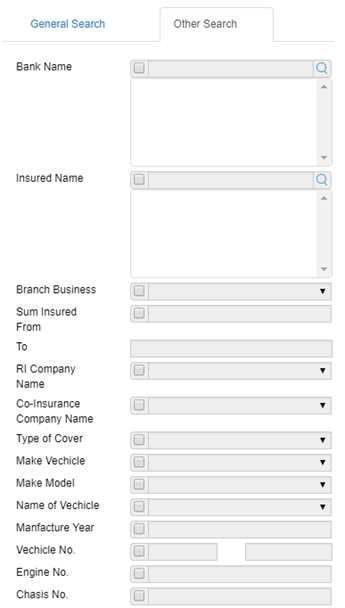 General Search
Other Search
Bank Name
Insured Name
Branch Business
Sum Insured
From
To
RI Company
Name
Co-Insurance
Company Name
Type of Cover
Make Vechicle
Make Model
Name of Vechicle
Manfacture Year
Vechicle No.
Engine No.
Chasis No.